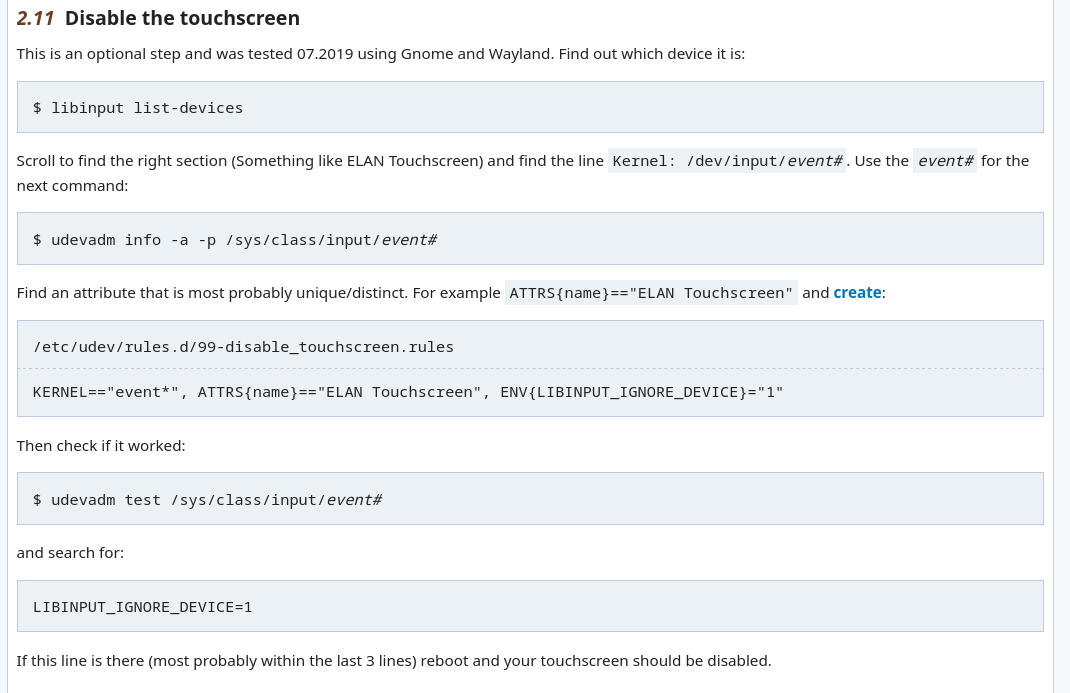 2.11 Disable the touchscreen
This is an optional step and was tested 07.2019 using Gnome and Wayland. Find out which device it is:
$ libinput list-devices
Scroll to find the right section (Something like ELAN Touchscreen) and find the line Kernel: /dev/input/event#. Use the event# for the
next command:
$ udevadm info -a -p /sys/class/input/event#
Find an attribute that is most probably unique/distinct. For example ATTRS{name}=="ELAN Touchscreen" and create:
/etc/udev/rules.d/99-disable_touchscreen.rules
KERNEL=="event*", ATTRS{name}=="ELAN Touchscreen", ENV{LIBINPUT_IGNORE_DEVICE}="1"
Then check if it worked:
$ udevadm test /sys/class/input/event#
and search for:
LIBINPUT_IGNORE_DEVICE=1
If this line is there (most probably within the last 3 lines) reboot and your touchscreen should be disabled.